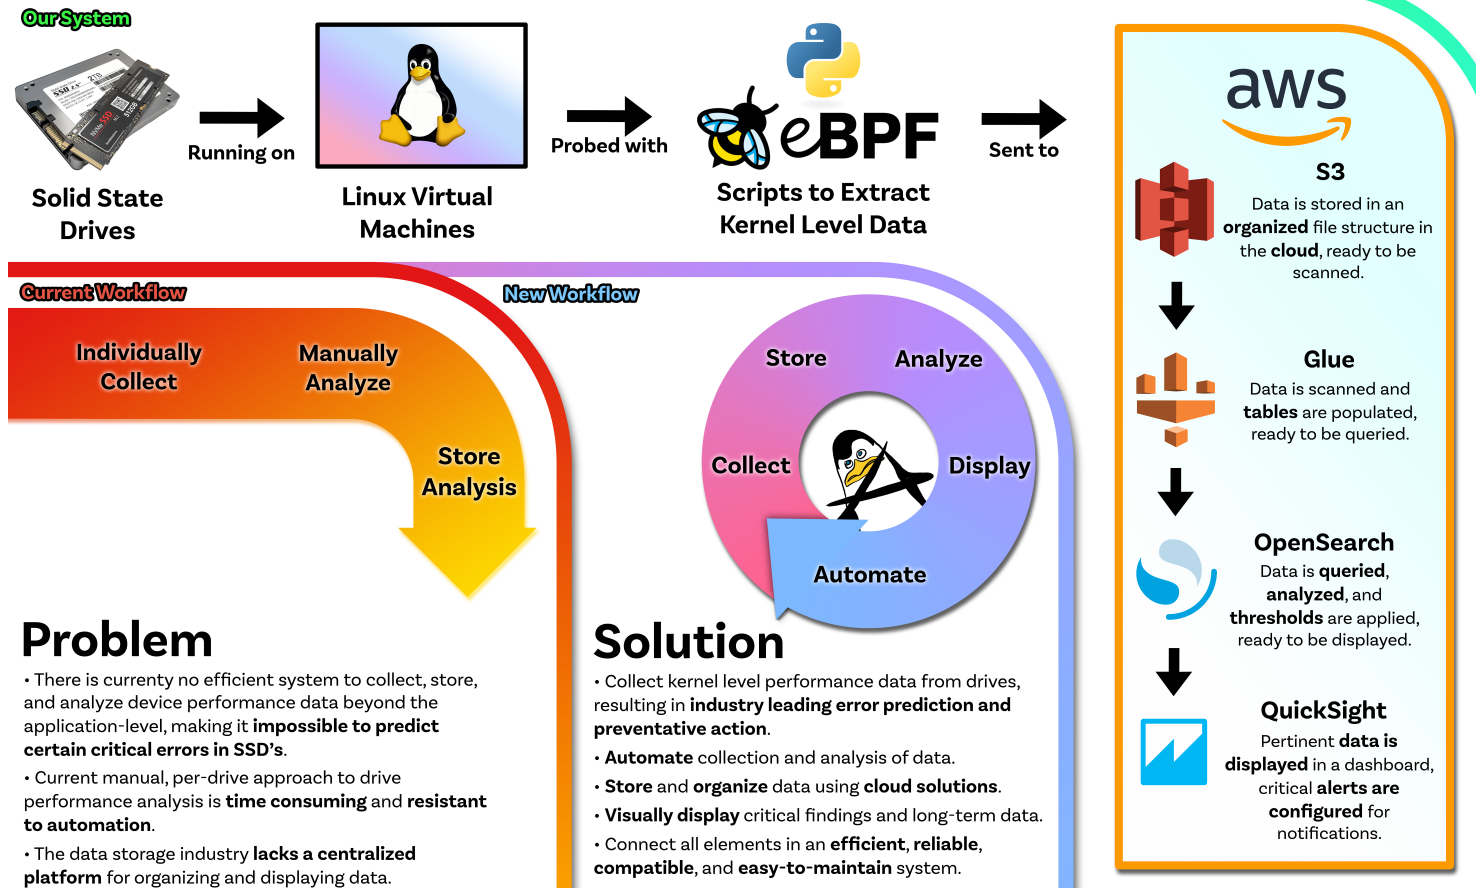 Our System
2TB
SSD 2.5"
NVMe SSD
512GB
Running on
Probed with
eBPF
Sent to
Solid State
Drives
Linux Virtual
Machines
Scripts to Extract
Kernel Level Data
aws
S3
Data is stored in an
organized file structure in
the cloud, ready to be
scanned.
Glue
Data is scanned and
tables are populated,
ready to be queried.
OpenSearch
Data is queried,
analyzed, and
thresholds are applied,
ready to be displayed.
QuickSight
Pertinent data is
displayed in a dashboard,
critical alerts are
configured for
notifications.
Current Workflow
Individually
Collect
Manually
Analyze
Store
Analysis
New Workflow
Store
Analyze
Collect
Display
Automate
Problem
• There is currenty no efficient system to collect, store,
and analyze device performance data beyond the
application-level, making it impossible to predict
certain critical errors in SSD's.
• Current manual, per-drive approach to drive
performance analysis is time consuming and resistant
to automation.
• The data storage industry lacks a centralized
platform for organizing and displaying data.
Solution
• Collect kernel level performance data from drives,
resulting in industry leading error prediction and
preventative action.
• Automate collection and analysis of data.
• Store and organize data using cloud solutions.
• Visually display critical findings and long-term data.
• Connect all elements in an efficient, reliable,
compatible, and easy-to-maintain system.